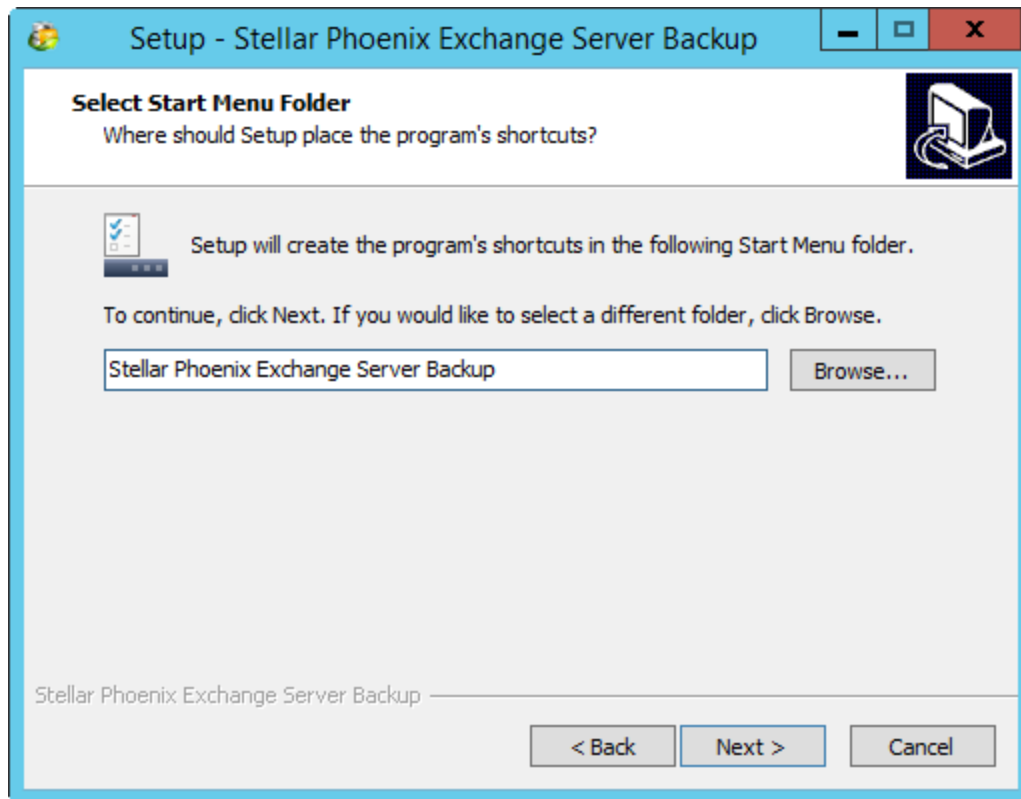 Setup - Stellar Phoenix Exchange Server Backup
Select Start Menu Folder
Where should Setup place the program's shortcuts?
Setup will create the program's shortcuts in the following Start Menu folder.
To continue, click Next. If you would like to select a different folder, click Browse.
Stellar Phoenix Exchange Server Backup
Browse...
Stellar Phoenix Exchange Server Backup
< Back
Next >
Cancel